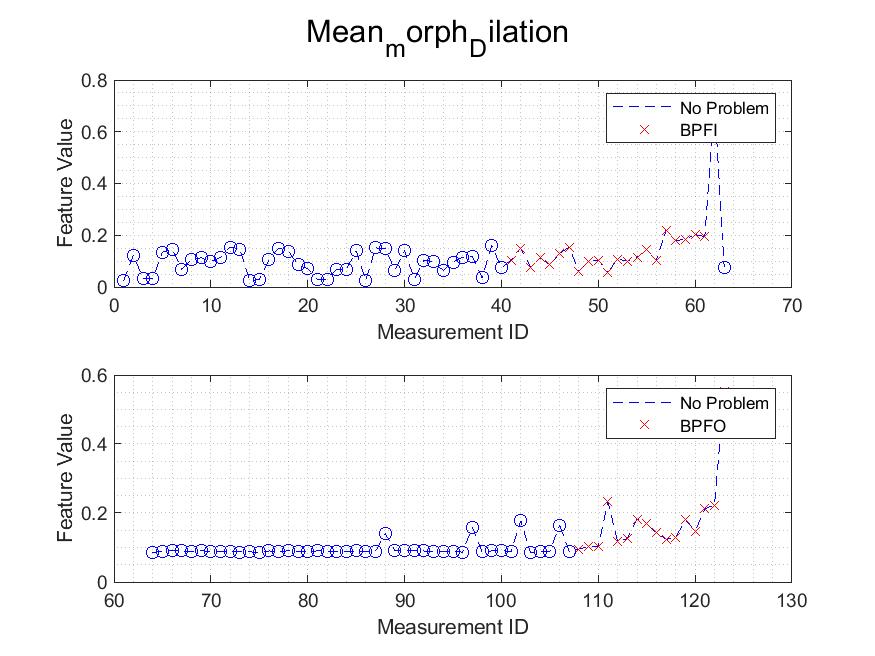 Mean_morph_Dilation
0.8
0.6
0.4
0.2
0
Feature Value
No Problem
BPFI
0 10 20 30 40 50 60 70
Measurement ID
0.6
0.4
0.2
0
Feature Value
No Problem
BPFO
60 70 80 90 100 110 120 130
Measurement ID